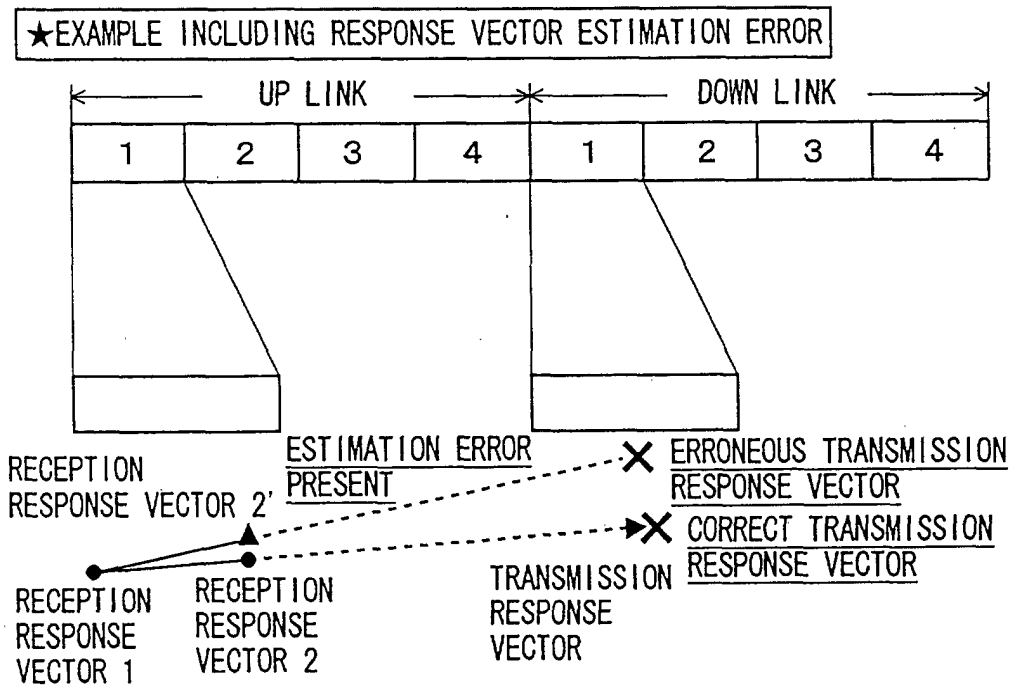 ★EXAMPLE INCLUDING RESPONSE VECTOR ESTIMATION ERROR
UP LINK
DOWN LINK
1 2 3 4 1 2 3 4
ESTIMATION ERROR
PRESENT
ERRONEOUS TRANSMISSION
RESPONSE VECTOR
RECEPTION
RESPONSE VECTOR 2'
CORRECT TRANSMISSION
RESPONSE VECTOR
RECEPTION
RESPONSE
VECTOR 1
RECEPTION
RESPONSE
VECTOR 2
TRANSMISSION
RESPONSE
VECTOR